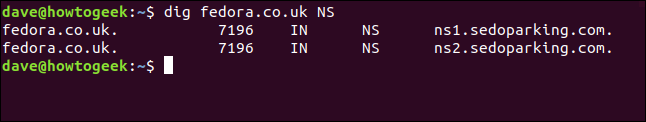 dave@howtogeek:~$ dig fedora.co.uk NS
fedora.co.uk. 7196 IN NS ns1.sedoparking.com.
fedora.co.uk. 7196 IN NS ns2.sedoparking.com.
dave@howtogeek:~$